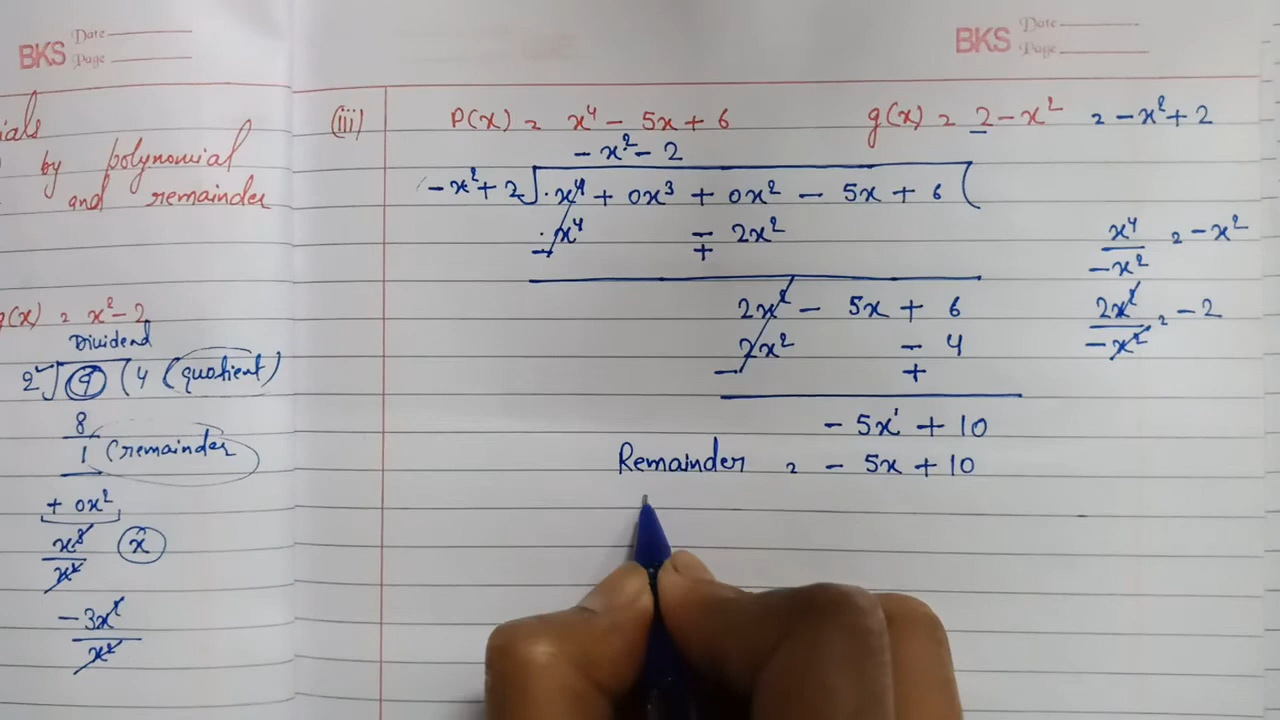 BKS Date
Page
ials
by polynomial
and remainder
g(x) = x² - 2
Dividend
2 9 (4 (quotient)
8
1 (remainder)
+ 0x²
x³
x²
x
- 3x²
x²
BKS Date
Page
(iii) P(x) = x⁴ - 5x + 6 g(x) = 2 - x² = -x² + 2
- x² - 2
-x² + 2 x⁴ + 0x³ + 0x² - 5x + 6 (
x⁴ - 2x²
- +
2x² - 5x + 6
2x² - 4
- +
- 5x + 10
Remainder = - 5x + 10
x⁴ = -x²
-x²
2x² = -2
-x²